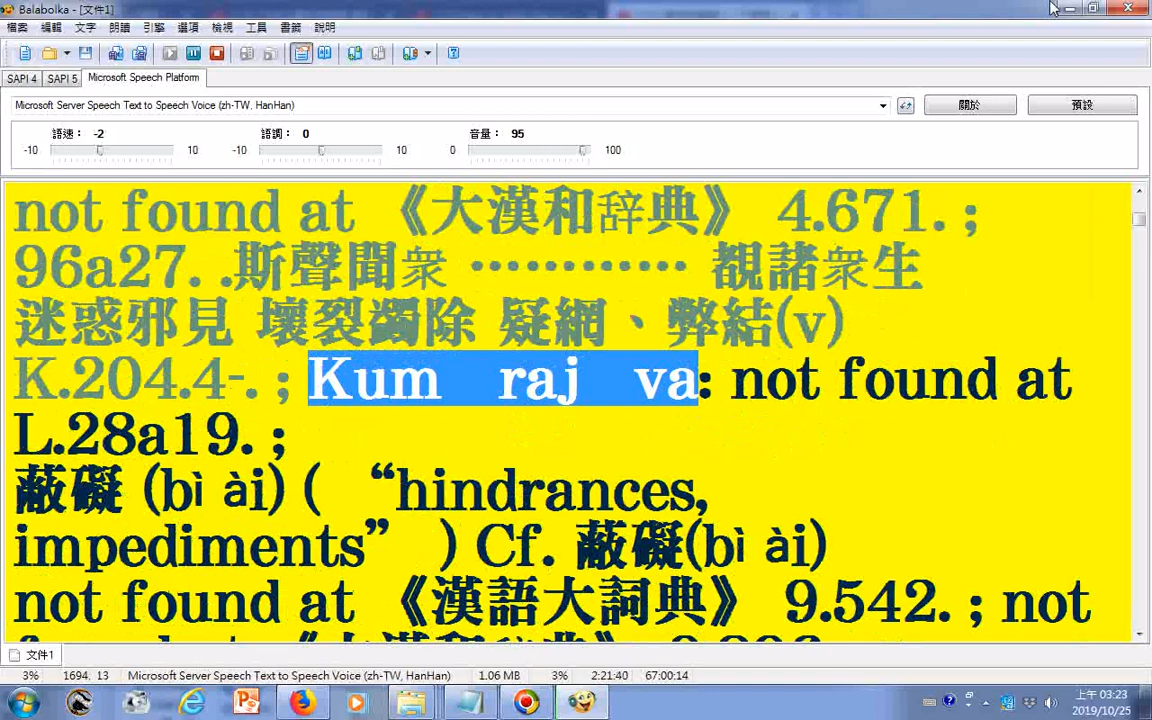 Balabolka - [文件1]
檔案 編輯 文字 朗讀 引擎 選項 檢視 工具 書籤 說明
SAPI 4 SAPI 5 Microsoft Speech Platform
Microsoft Server Speech Text to Speech Voice (zh-TW, HanHan) 關於 預設
語速： -2 語調： 0 音量： 95
-10 10 -10 10 0 100
not found at 《大漢和辞典》 4.671. ;
96a27. .斯聲聞衆 ………… 覩諸衆生
迷惑邪見 壞裂蠲除 疑網、弊結(v)
K.204.4-. ; Kum raj va: not found at
L.28a19. ;
蔽礙 (bì ài) ( “hindrances,
impediments” ) Cf. 蔽礙(bì ài)
not found at 《漢語大詞典》 9.542. ; not
文件1
3% 1694, 13 Microsoft Server Speech Text to Speech Voice (zh-TW, HanHan) 1.06 MB 3% 2:21:40 67:00:14
上午 03:23
2019/10/25